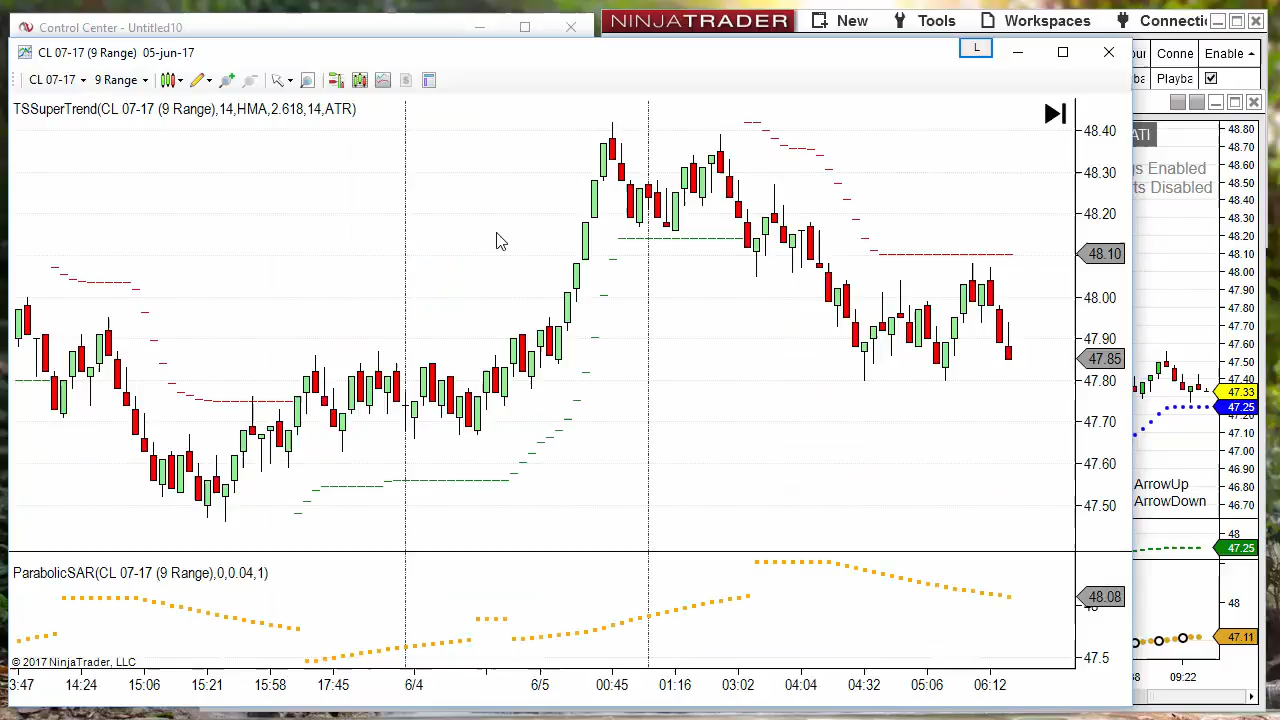 Control Center - Untitled10
NINJATRADER New Tools Workspaces Connecti
CL 07-17 (9 Range) 05-jun-17
L
Conne Enable
CL 07-17 9 Range
Playba
TSSuperTrend(CL 07-17 (9 Range),14,HMA,2.618,14,ATR)
48.40
48.30
48.20
48.10
48.00
47.90
47.85
47.80
47.70
47.60
47.50
ATI
gs Enabled
ts Disabled
48.80
48.70
48.60
48.50
48.40
48.30
48.20
48.10
48.00
47.90
47.80
47.70
47.60
47.50
47.40
47.33
47.25
47.20
47.10
47.00
46.90
46.80
46.70
ArrowUp
ArrowDown
48
47.25
48
47.11
09:22
ParabolicSAR(CL 07-17 (9 Range),0,0.04,1)
48.08
47.5
© 2017 NinjaTrader, LLC
3:47 14:24 15:06 15:21 15:58 17:45 6/4 6/5 00:45 01:16 03:02 04:04 04:32 05:06 06:12